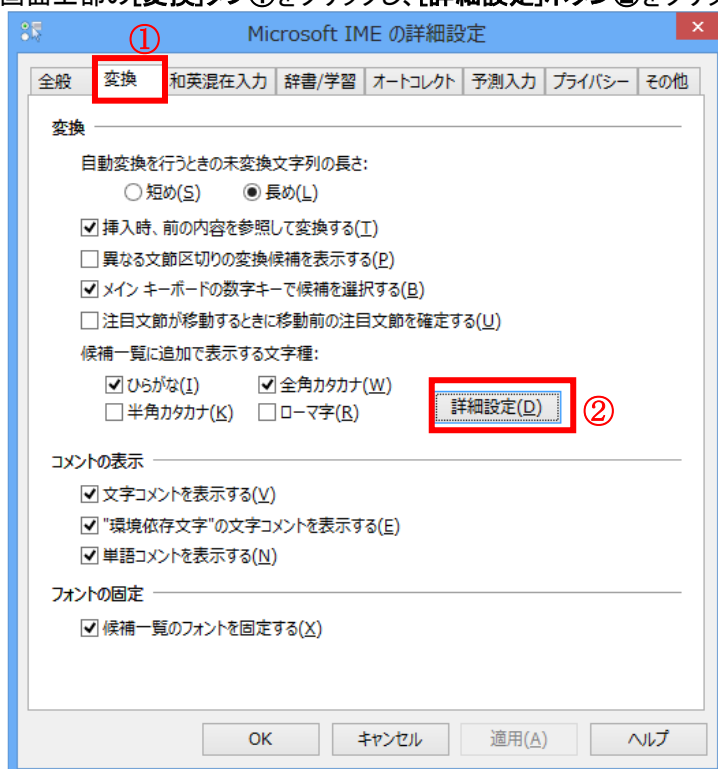 画面上部の[変換]タブ①をクリックし、[詳細設定]ボタン②をクリック
①
Microsoft IME の詳細設定
全般 変換 和英混在入力 辞書/学習 オートコレクト 予測入力 プライバシー その他
変換
自動変換を行うときの未変換文字列の長さ:
短め(S) 長め(L)
挿入時、前の内容を参照して変換する(T)
異なる文節区切りの変換候補を表示する(P)
メイン キーボードの数字キーで候補を選択する(B)
注目文節が移動するときに移動前の注目文節を確定する(U)
候補一覧に追加で表示する文字種:
ひらがな(I) 全角カタカナ(W)
半角カタカナ(K) ローマ字(R) 詳細設定(D) ②
コメントの表示
文字コメントを表示する(V)
"環境依存文字"の文字コメントを表示する(E)
単語コメントを表示する(N)
フォントの固定
候補一覧のフォントを固定する(X)
OK キャンセル 適用(A) ヘルプ